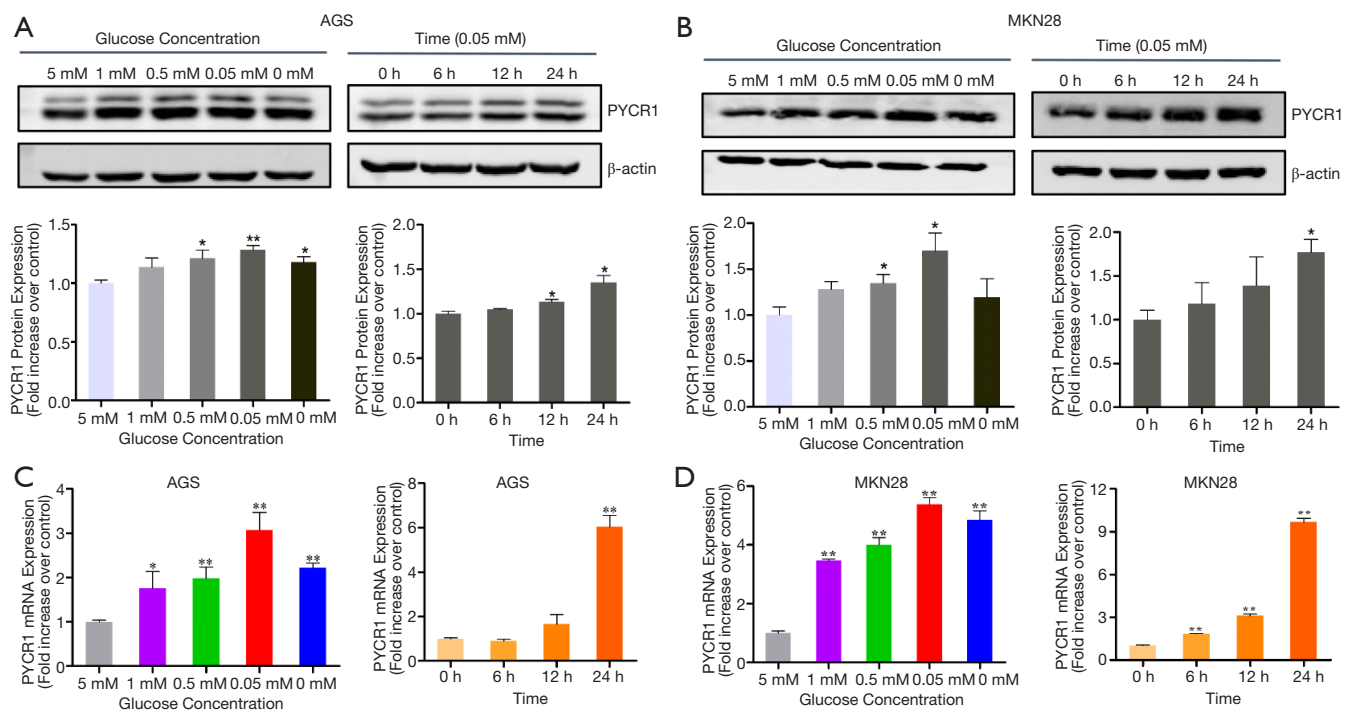 A
AGS
Glucose Concentration
Time (0.05 mM)
5 mM 1 mM 0.5 mM 0.05 mM 0 mM
0 h 6 h 12 h 24 h
PYCR1
β-actin
PYCR1 Protein Expression
(Fold increase over control)
1.5
1.0
0.5
0.0
* ** *
5 mM 1 mM 0.5 mM 0.05 mM 0 mM
Glucose Concentration
PYCR1 Protein Expression
(Fold increase over control)
2.0
1.5
1.0
0.5
0.0
* *
0 h 6 h 12 h 24 h
Time
B
MKN28
Glucose Concentration
Time (0.05 mM)
5 mM 1 mM 0.5 mM 0.05 mM 0 mM
0 h 6 h 12 h 24 h
PYCR1
β-actin
PYCR1 Protein Expression
(Fold increase over control)
2.0
1.5
1.0
0.5
0.0
* *
5 mM 1 mM 0.5 mM 0.05 mM 0 mM
Glucose Concentration
PYCR1 Protein Expression
(Fold increase over control)
2.0
1.5
1.0
0.5
0.0
*
0 h 6 h 12 h 24 h
Time
C
AGS
PYCR1 mRNA Expression
(Fold increase over control)
4
3
2
1
0
* ** ** **
5 mM 1 mM 0.5 mM 0.05 mM 0 mM
Glucose Concentration
AGS
PYCR1 mRNA Expression
(Fold increase over control)
8
6
4
2
0
**
0 h 6 h 12 h 24 h
Time
D
MKN28
PYCR1 mRNA Expression
(Fold increase over control)
6
4
2
0
** ** ** **
5 mM 1 mM 0.5 mM 0.05 mM 0 mM
Glucose Concentration
MKN28
PYCR1 mRNA Expression
(Fold increase over control)
12
9
6
3
0
** ** **
0 h 6 h 12 h 24 h
Time